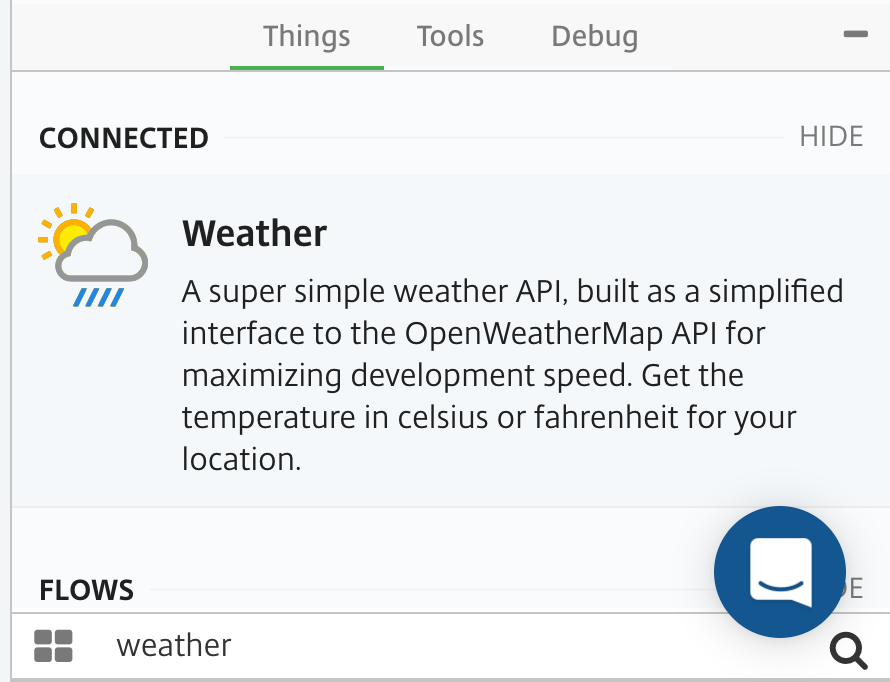 Things Tools Debug
CONNECTED HIDE
Weather
A super simple weather API, built as a simplified
interface to the OpenWeatherMap API for
maximizing development speed. Get the
temperature in celsius or fahrenheit for your
location.
FLOWS
weather